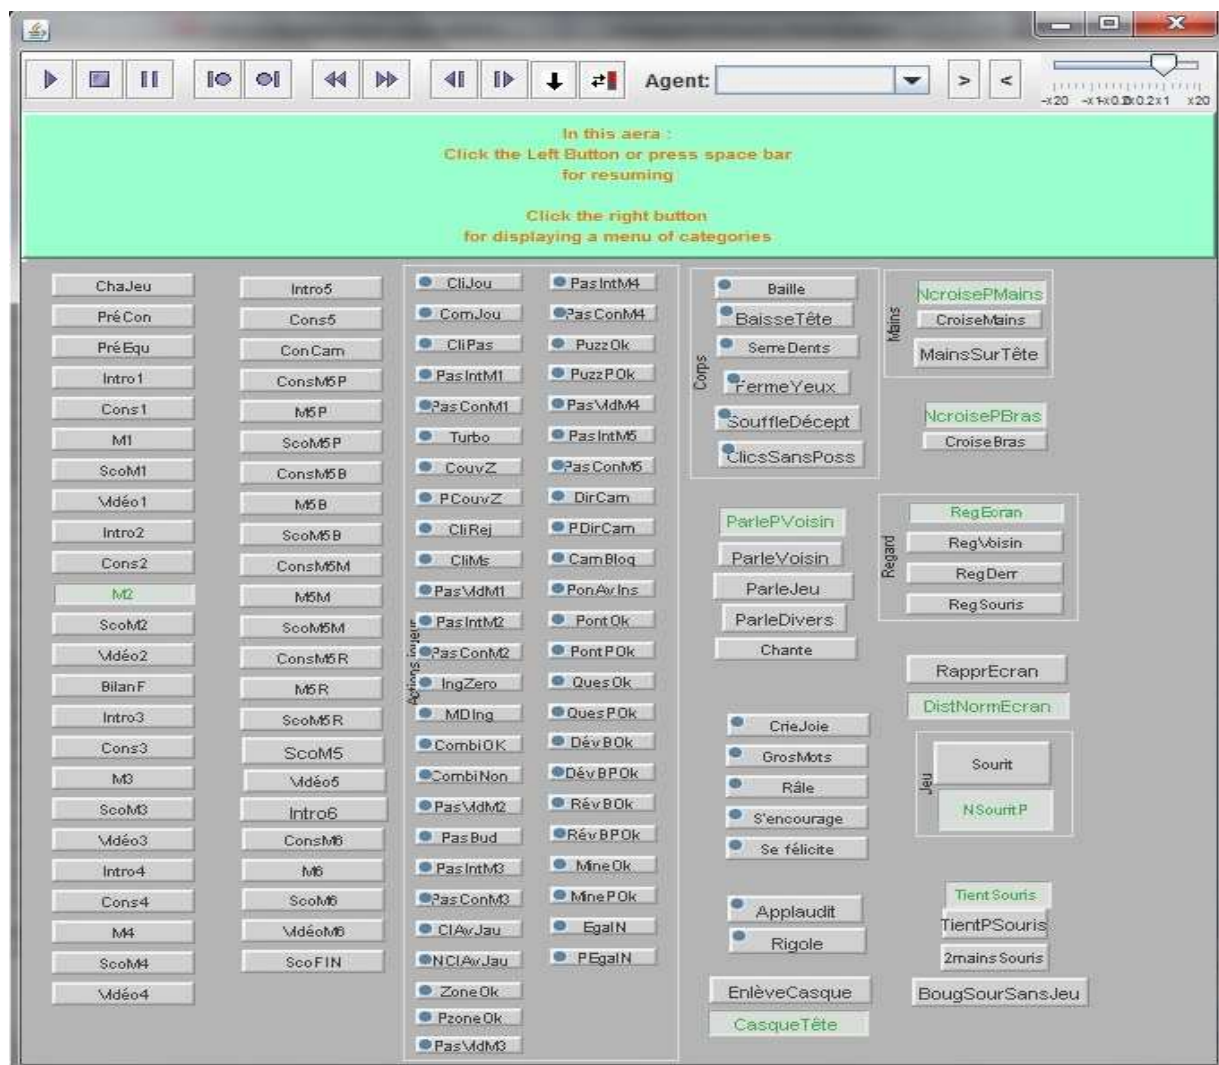 Agent:
> <
-x20 -x1 -x0.2 x0.2 x1 x20
In this aera :
Click the Left Button or press space bar
for resuming
Click the right button
for displaying a menu of categories
ChaJeu
PréCon
PréEqu
Intro1
Cons1
M1
ScoM1
Vidéo1
Intro2
Cons2
M2
ScoM2
Vidéo2
BilanF
Intro3
Cons3
M3
ScoM3
Vidéo3
Intro4
Cons4
M4
ScoM4
Vidéo4
Intro5
Cons5
ConCam
ConsM5P
M5P
ScoM5P
ConsM5B
M5B
ScoM5B
ConsM5M
M5M
ScoM5M
ConsM5R
M5R
ScoM5R
ScoM5
Vidéo5
Intro6
ConsM6
M6
ScoM6
VidéoM6
ScoFIN
Actions joueur
CliJou
ComJou
CliPas
PasIntM1
PasConM1
Turbo
CouvZ
PCouvZ
CliRej
CliMs
PasVidM1
PasIntM2
PasConM2
IngZero
MDIng
CombiOK
CombiNon
PasVidM2
PasBud
PasIntM3
PasConM3
ClAvJau
NClAvJau
ZoneOk
PzoneOk
PasVidM3
PasIntM4
PasConM4
PuzzOk
PuzzPOk
PasVidM4
PasIntM5
PasConM5
DirCam
PDirCam
CamBloq
PonAvIns
PontOk
PontPOk
QuesOk
QuesPOk
DévBOk
DévBPOk
RévBOk
RévBPOk
MineOk
MinePOk
EgalN
PEgalN
Corps
Baille
BaisseTête
SerreDents
FermeYeux
SouffleDécept
ClicsSansPoss
ParlePVoisin
ParleVoisin
ParleJeu
ParleDivers
Chante
CrieJoie
GrosMots
Râle
S'encourage
Se félicite
Applaudit
Rigole
EnlèveCasque
CasqueTête
Mains
NcroisePMains
CroiseMains
MainsSurTête
NcroisePBras
CroiseBras
Regard
RegEcran
RegVoisin
RegDerr
RegSouris
RapprEcran
DistNormEcran
Jeu
Sourit
NSouritP
TientSouris
TientPSouris
2mainsSouris
BougSourSansJeu